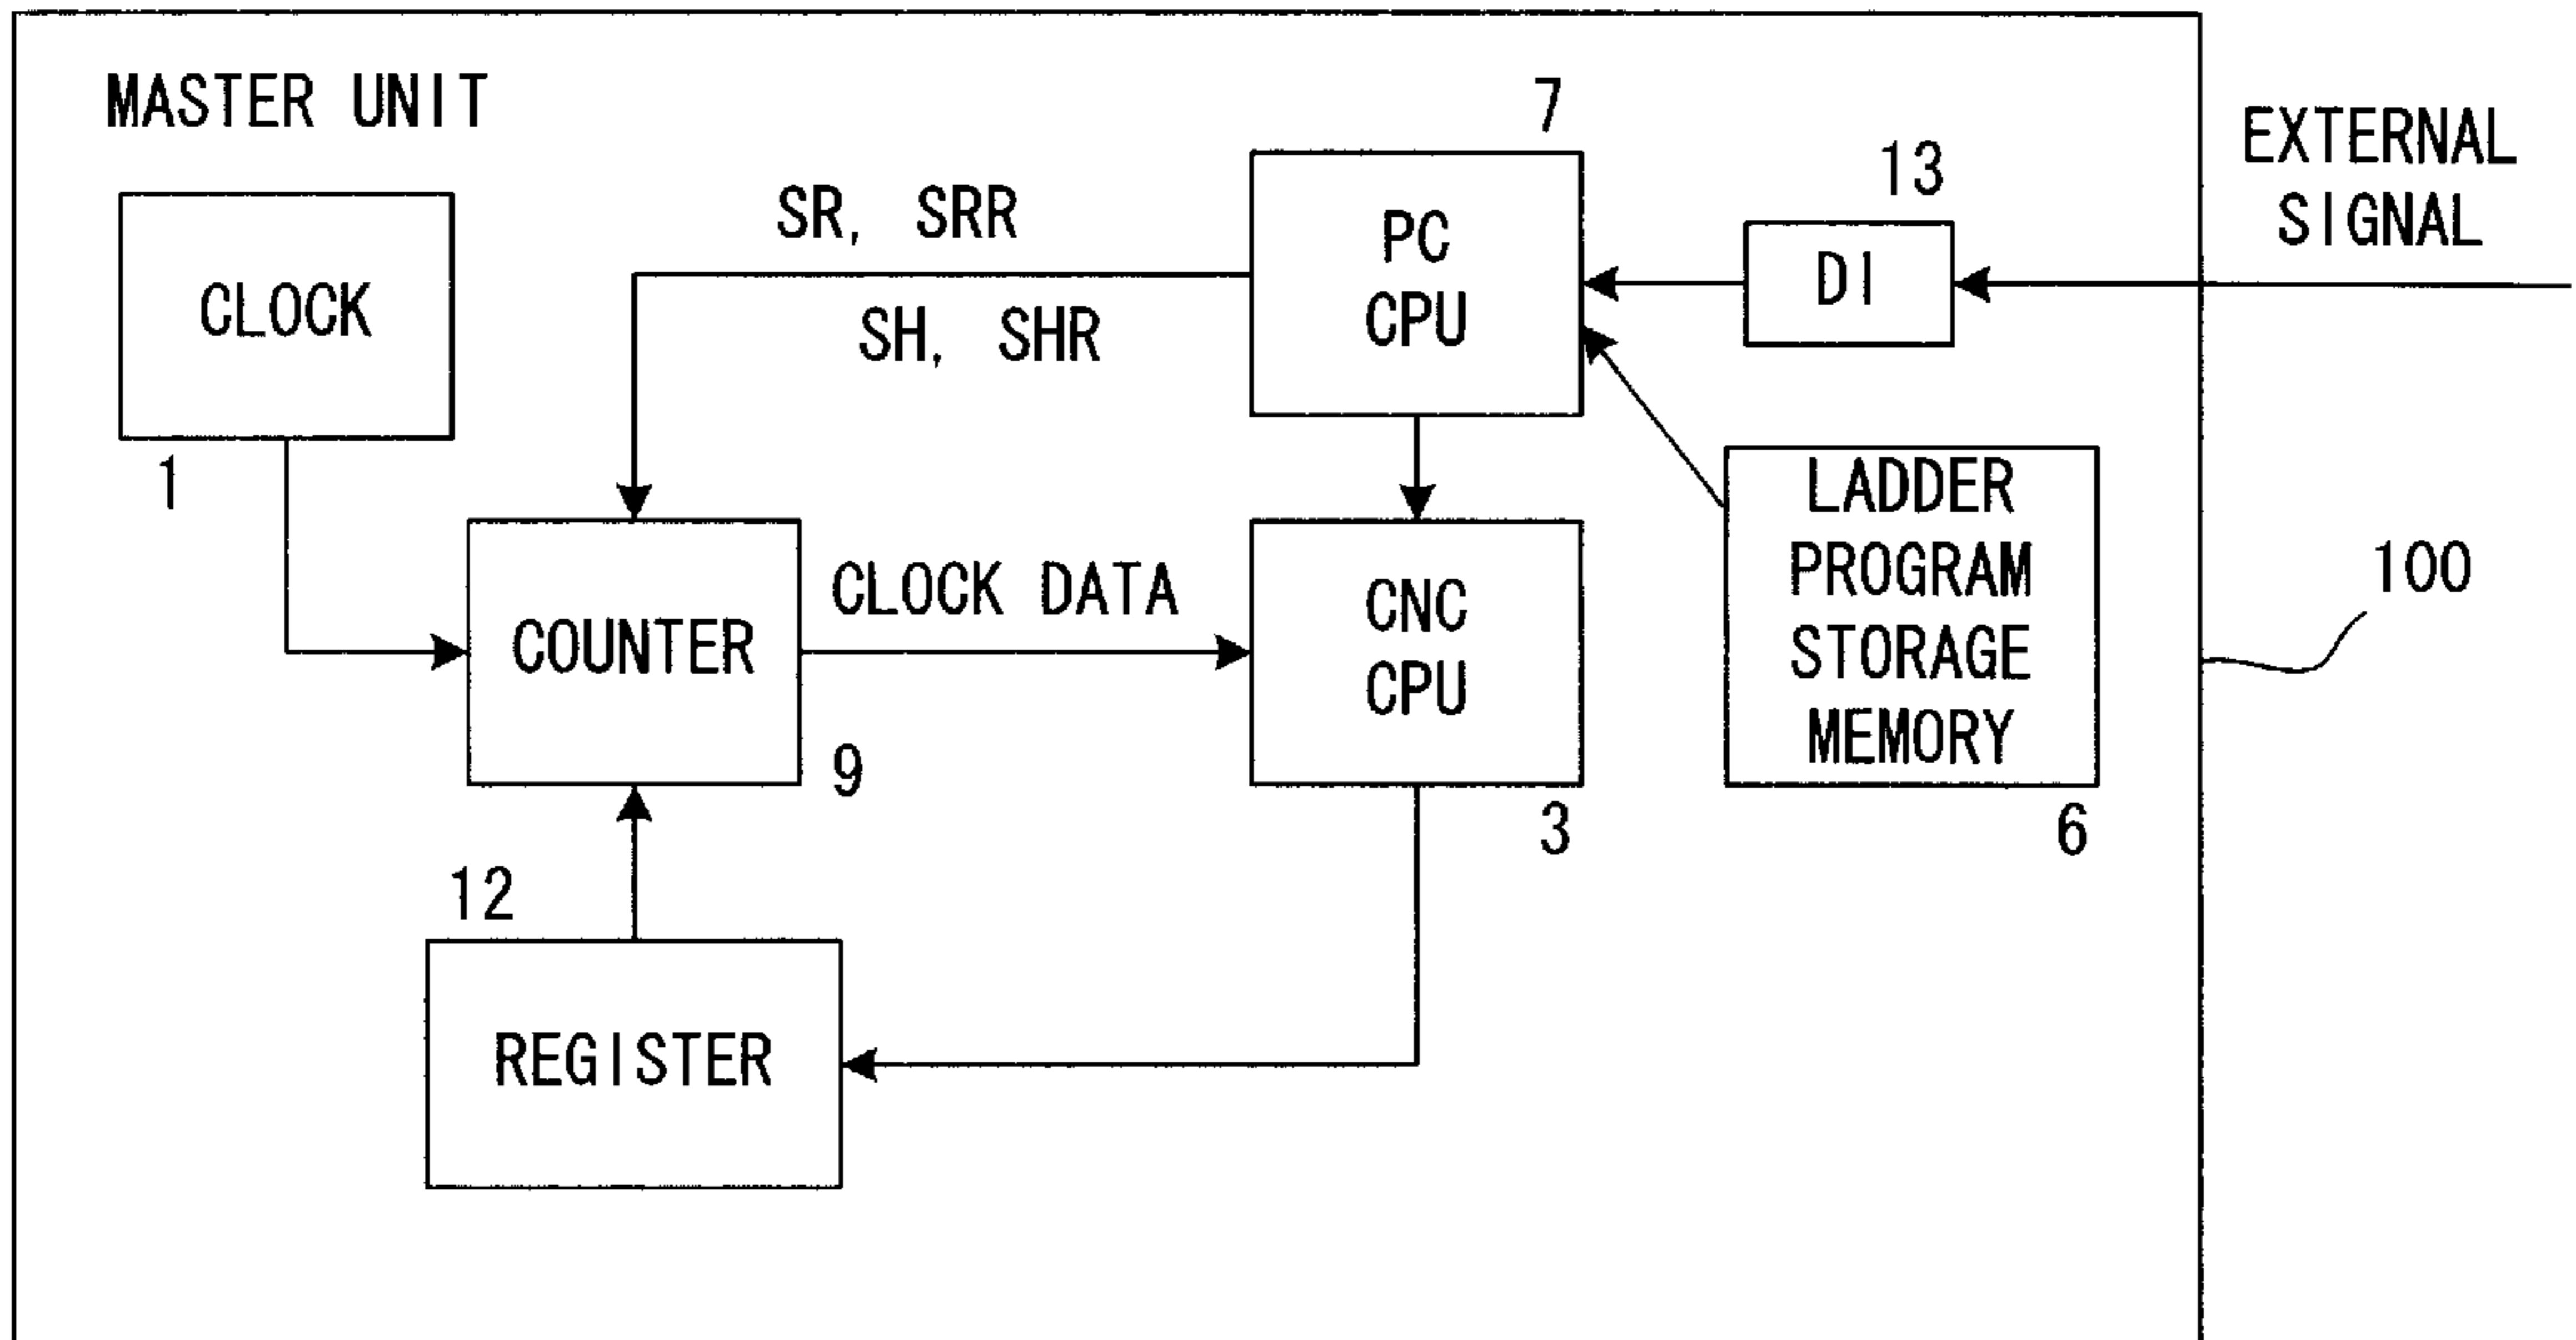 MASTER UNIT
7
EXTERNAL
SIGNAL
13
SR, SRR
SH, SHR
PC
CPU
DI
CLOCK
1
LADDER
PROGRAM
STORAGE
MEMORY
100
COUNTER
CLOCK DATA
CNC
CPU
9
3
6
12
REGISTER